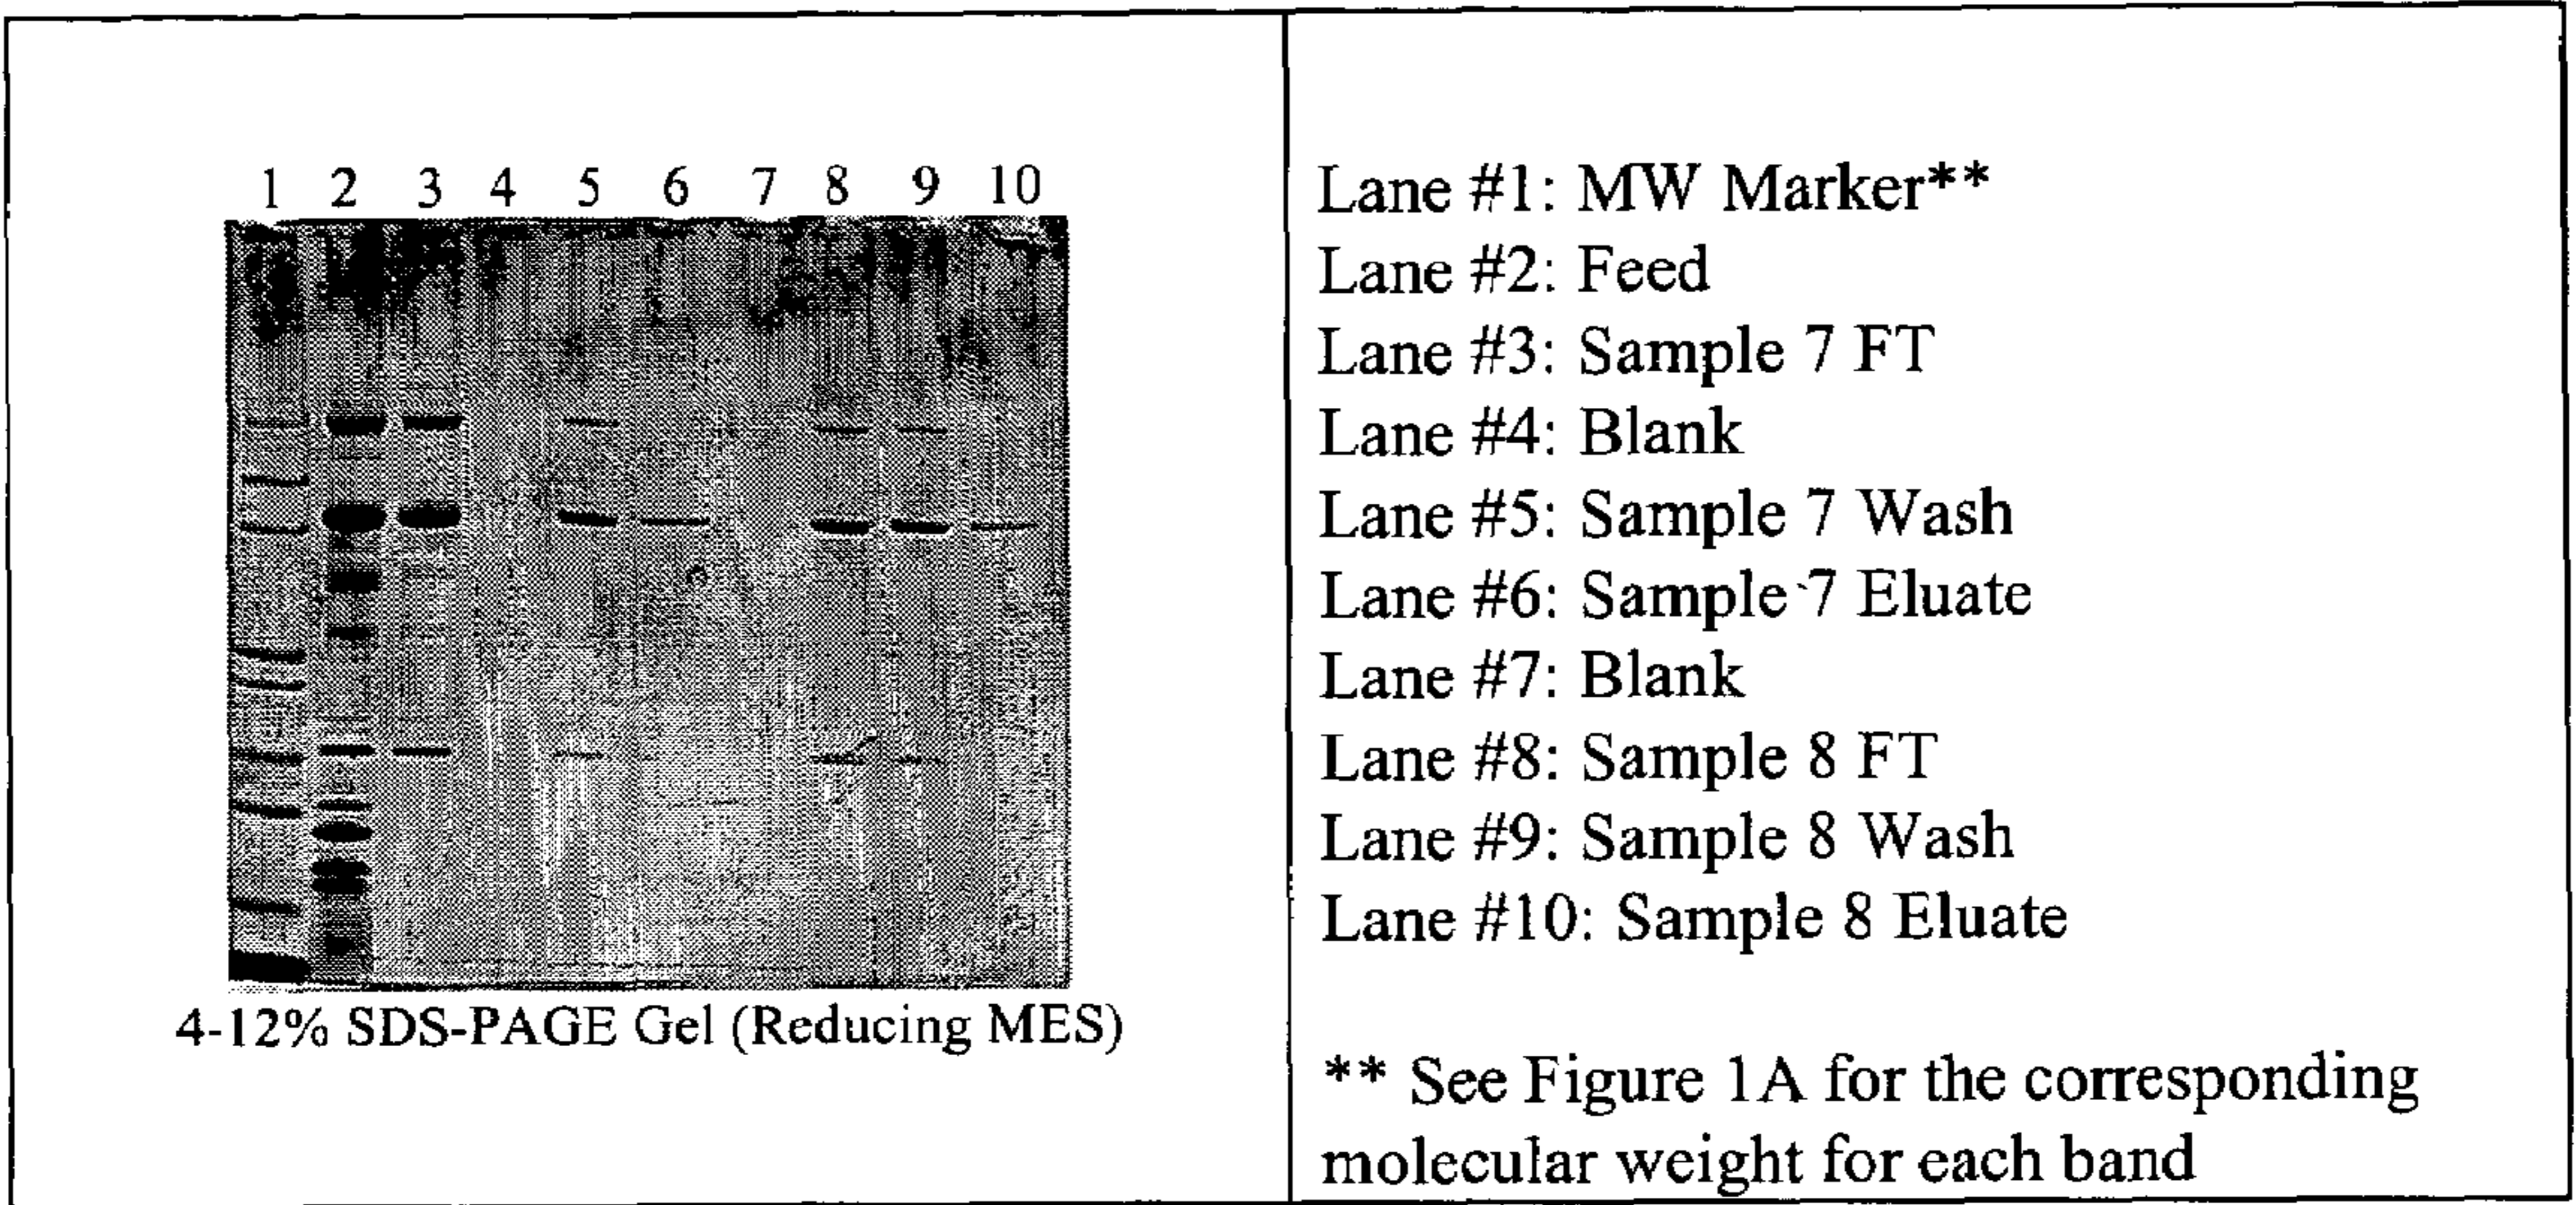 1 2 3 4 5 6 7 8 9 10
4-12% SDS-PAGE Gel (Reducing MES)
Lane #1: MW Marker**
Lane #2: Feed
Lane #3: Sample 7 FT
Lane #4: Blank
Lane #5: Sample 7 Wash
Lane #6: Sample 7 Eluate
Lane #7: Blank
Lane #8: Sample 8 FT
Lane #9: Sample 8 Wash
Lane #10: Sample 8 Eluate
** See Figure 1A for the corresponding
molecular weight for each band